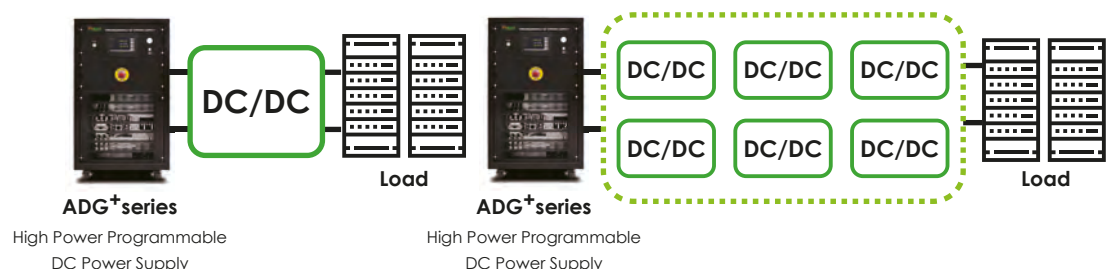 DC/DC
Load
ADG+series
High Power Programmable
DC Power Supply
DC/DC DC/DC DC/DC
DC/DC DC/DC DC/DC
Load
ADG+series
High Power Programmable
DC Power Supply